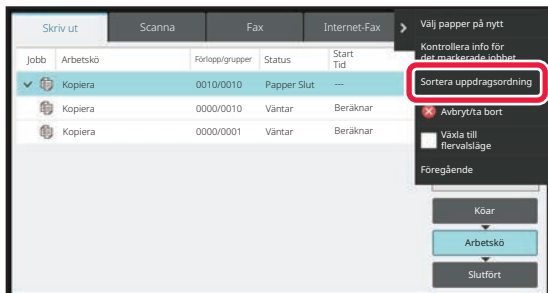 Skriv ut
Scanna
Fax
Internet-Fax
Jobb Arbetskö Förlopp/grupper Status Start Tid
Kopiera 0010/0010 Papper Slut ---
Kopiera 0000/0010 Väntar Beräknar
Kopiera 0000/0001 Väntar Beräknar
Välj papper på nytt
Kontrollera info för
det markerade jobbet
Sortera uppdragsordning
Avbryt/ta bort
Växla till
flervalsläge
Föregående
Köar
Arbetskö
Slutfört